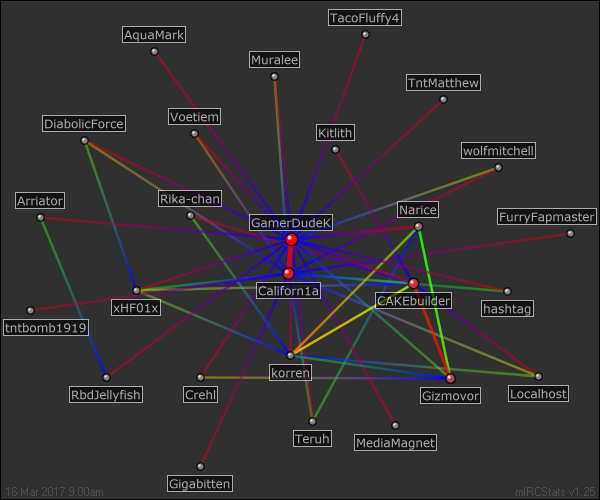 TacoFluffy4
AquaMark
Muralee
TntMatthew
Voetiem
DiabolicForce
Kitlith
wolfmitchell
Arriator
Rika-chan
Narice
GamerDudeK
FurryFapmaster
Californ1a
CAKEbuilder
xHF01x
hashtag
tntbomb1919
korren
RbdJellyfish
Crehl
Gizmovor
Localhost
Teruh
MediaMagnet
Gigabitten
16 Mar 2017 9:00am
mIRCStats v1.25